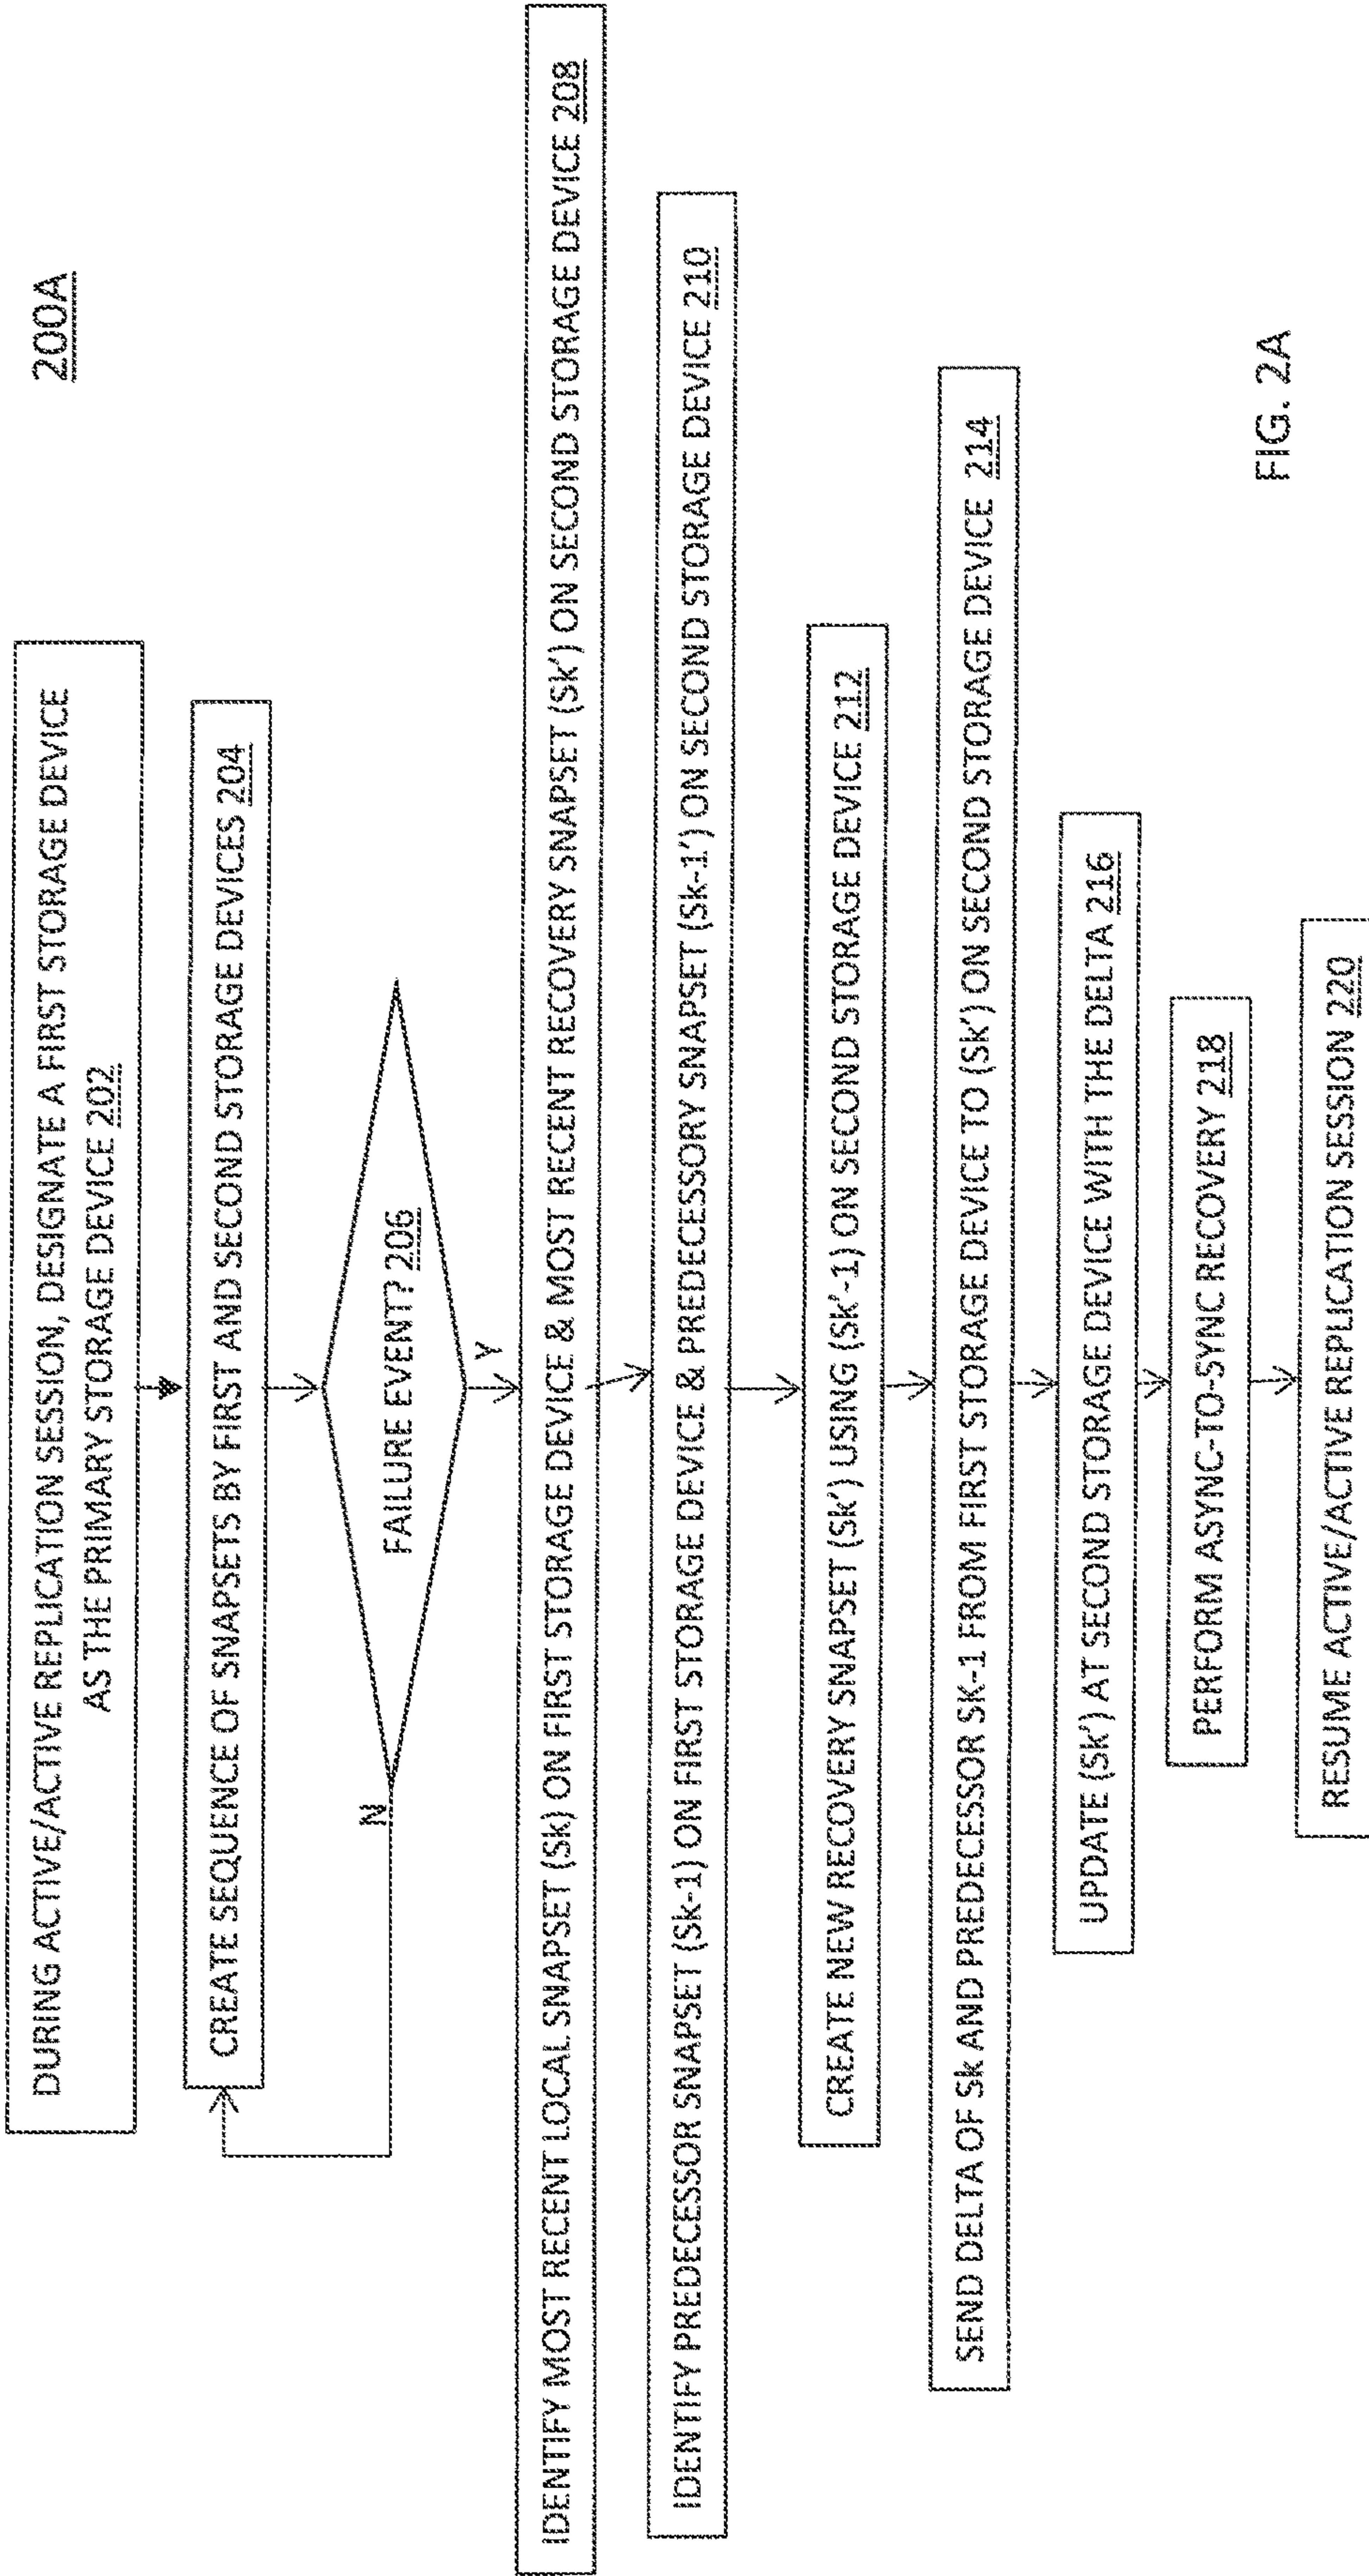 200A
DURING ACTIVE/ACTIVE REPLICATION SESSION, DESIGNATE A FIRST STORAGE DEVICE
AS THE PRIMARY STORAGE DEVICE 202
CREATE SEQUENCE OF SNAPSETS BY FIRST AND SECOND STORAGE DEVICES 204
FAILURE EVENT? 206
N
Y
IDENTIFY MOST RECENT LOCAL SNAPSET (Sk) ON FIRST STORAGE DEVICE & MOST RECENT RECOVERY SNAPSET (Sk') ON SECOND STORAGE DEVICE 208
IDENTIFY PREDECESSOR SNAPSET (Sk-1) ON FIRST STORAGE DEVICE & PREDECESSORY SNAPSET (Sk-1') ON SECOND STORAGE DEVICE 210
CREATE NEW RECOVERY SNAPSET (Sk') USING (Sk'-1) ON SECOND STORAGE DEVICE 212
SEND DELTA OF Sk AND PREDECESSOR SK-1 FROM FIRST STORAGE DEVICE TO (Sk') ON SECOND STORAGE DEVICE 214
UPDATE (Sk') AT SECOND STORAGE DEVICE WITH THE DELTA 216
PERFORM ASYNC-TO-SYNC RECOVERY 218
RESUME ACTIVE/ACTIVE REPLICATION SESSION 220
FIG. 2A